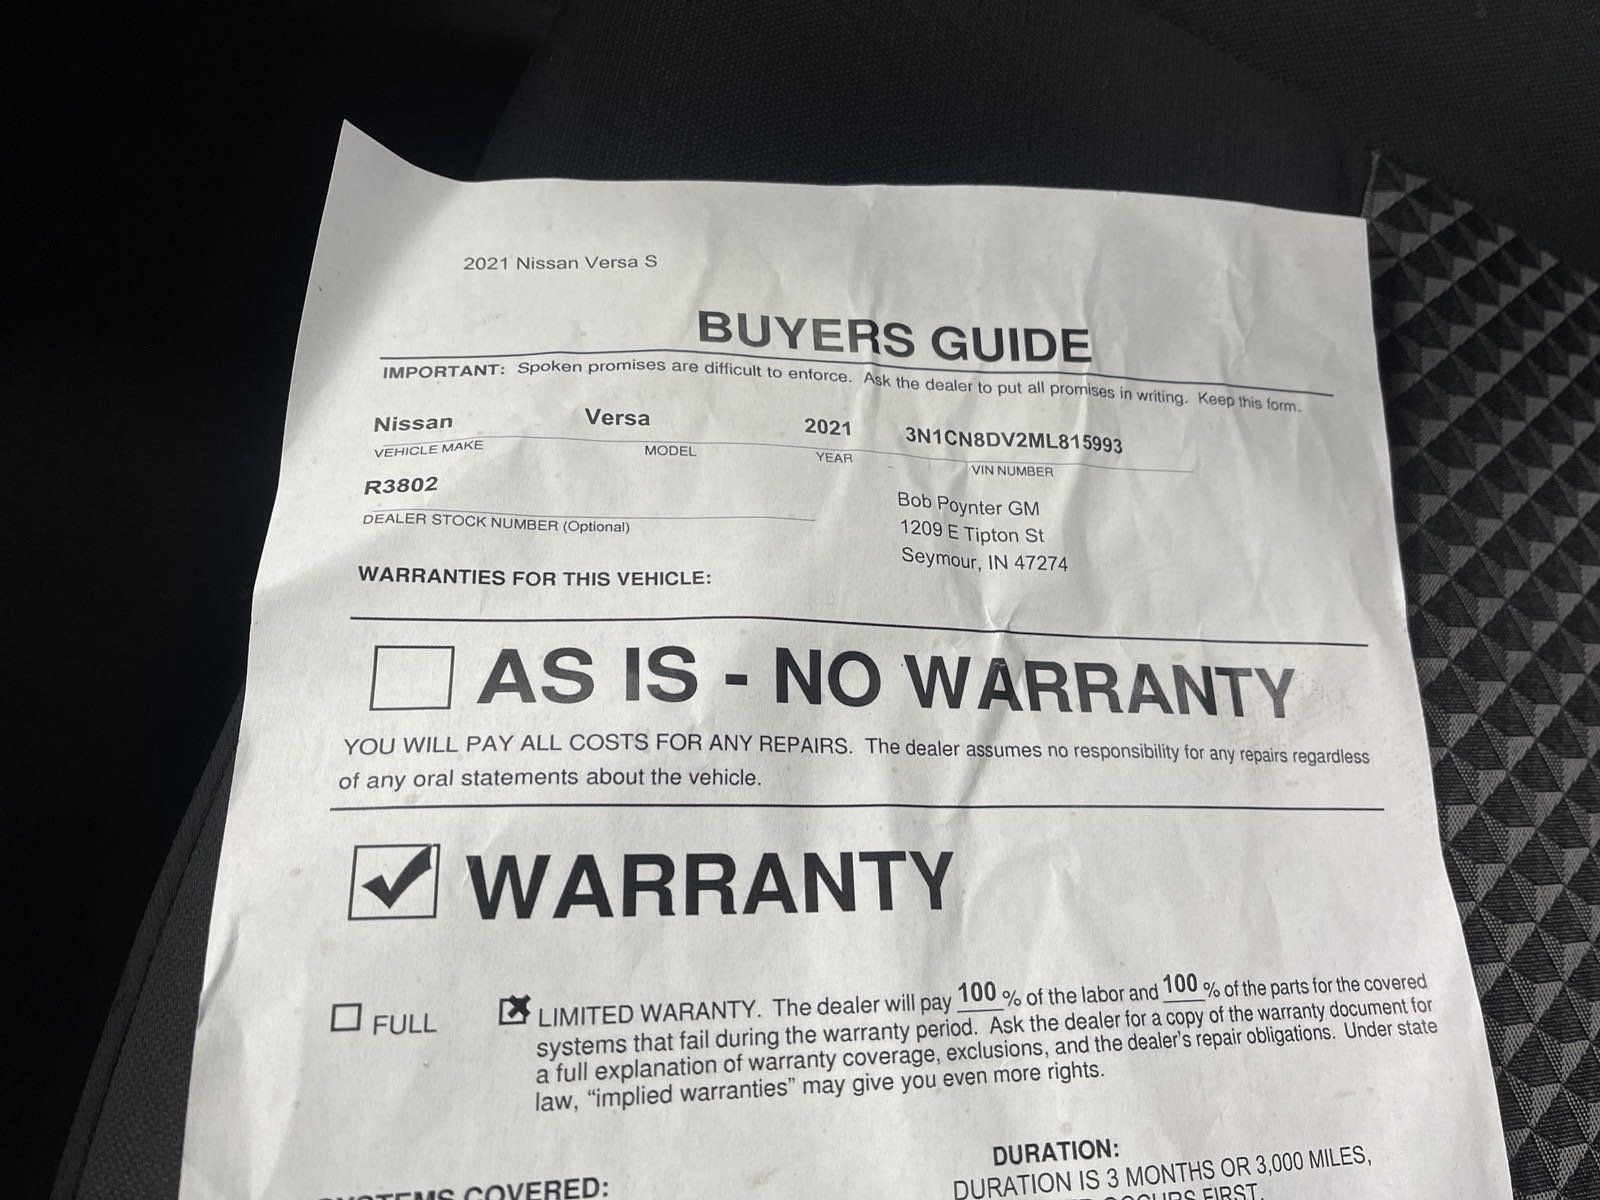 2021 Nissan Versa S
BUYERS GUIDE
IMPORTANT: Spoken promises are difficult to enforce. Ask the dealer to put all promises in writing. Keep this form.
Nissan Versa 2021 3N1CN8DV2ML815993
VEHICLE MAKE MODEL YEAR VIN NUMBER
R3802
DEALER STOCK NUMBER (Optional)
Bob Poynter GM
1209 E Tipton St
Seymour, IN 47274
WARRANTIES FOR THIS VEHICLE:
AS IS - NO WARRANTY
YOU WILL PAY ALL COSTS FOR ANY REPAIRS. The dealer assumes no responsibility for any repairs regardless
of any oral statements about the vehicle.
WARRANTY
FULL LIMITED WARANTY. The dealer will pay 100 % of the labor and 100 % of the parts for the covered
systems that fail during the warranty period. Ask the dealer for a copy of the warranty document for
a full explanation of warranty coverage, exclusions, and the dealer's repair obligations. Under state
law, “implied warranties” may give you even more rights.
DURATION:
DURATION IS 3 MONTHS OR 3,000 MILES,
COVERED:
FIRST.